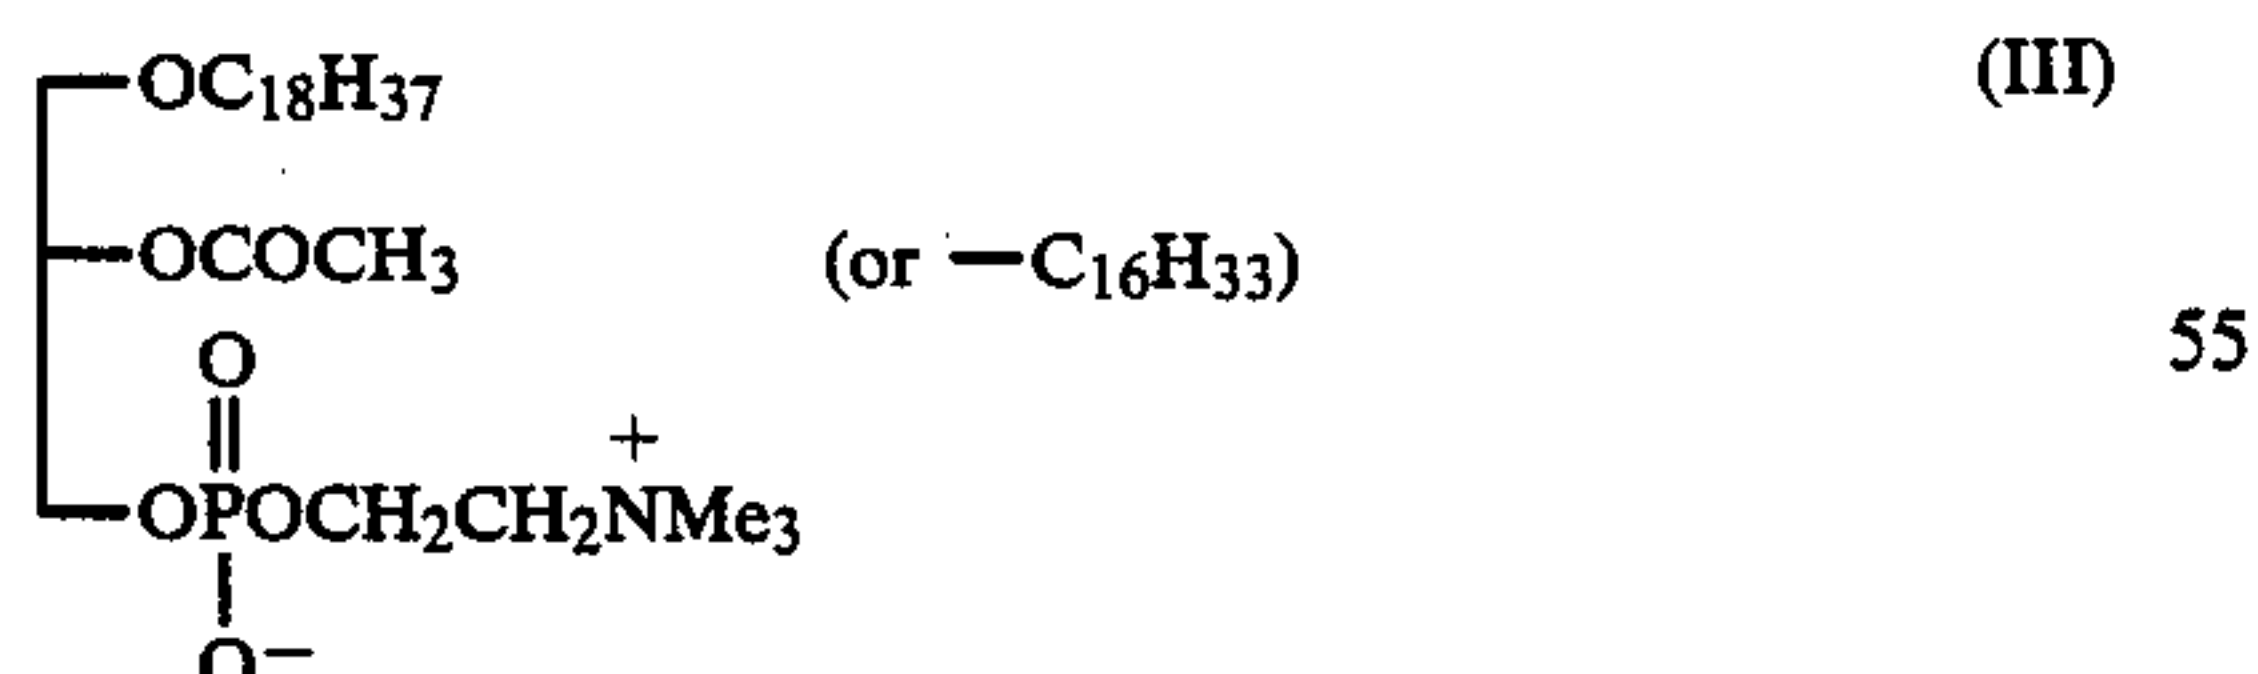 OC18H37 (III)
OCOCH3 (or —C16H33)
55
O
+
OPOCH2CH2NMe3
O−